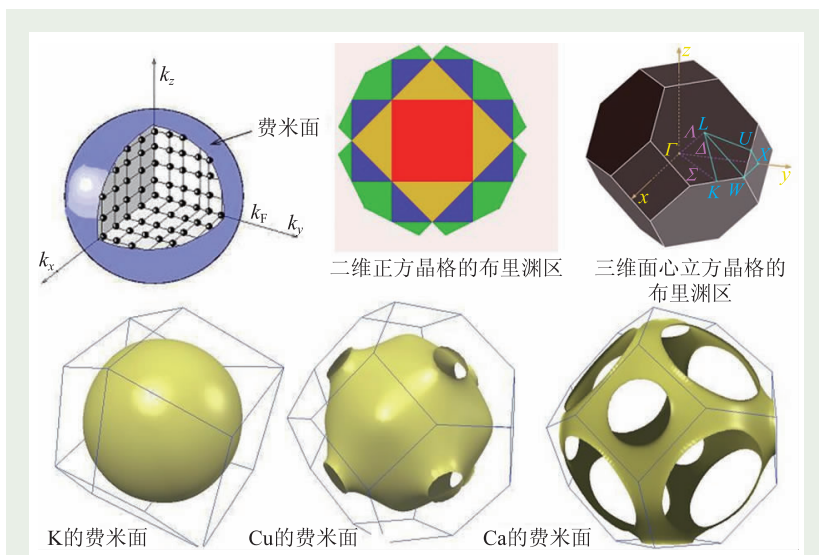 k_z
费米面
k_F
k_y
k_x
二维正方晶格的布里渊区
z
L
Λ
U
Γ
Δ
X
Σ
y
K
W
x
三维面心立方晶格的
布里渊区
K的费米面
Cu的费米面
Ca的费米面